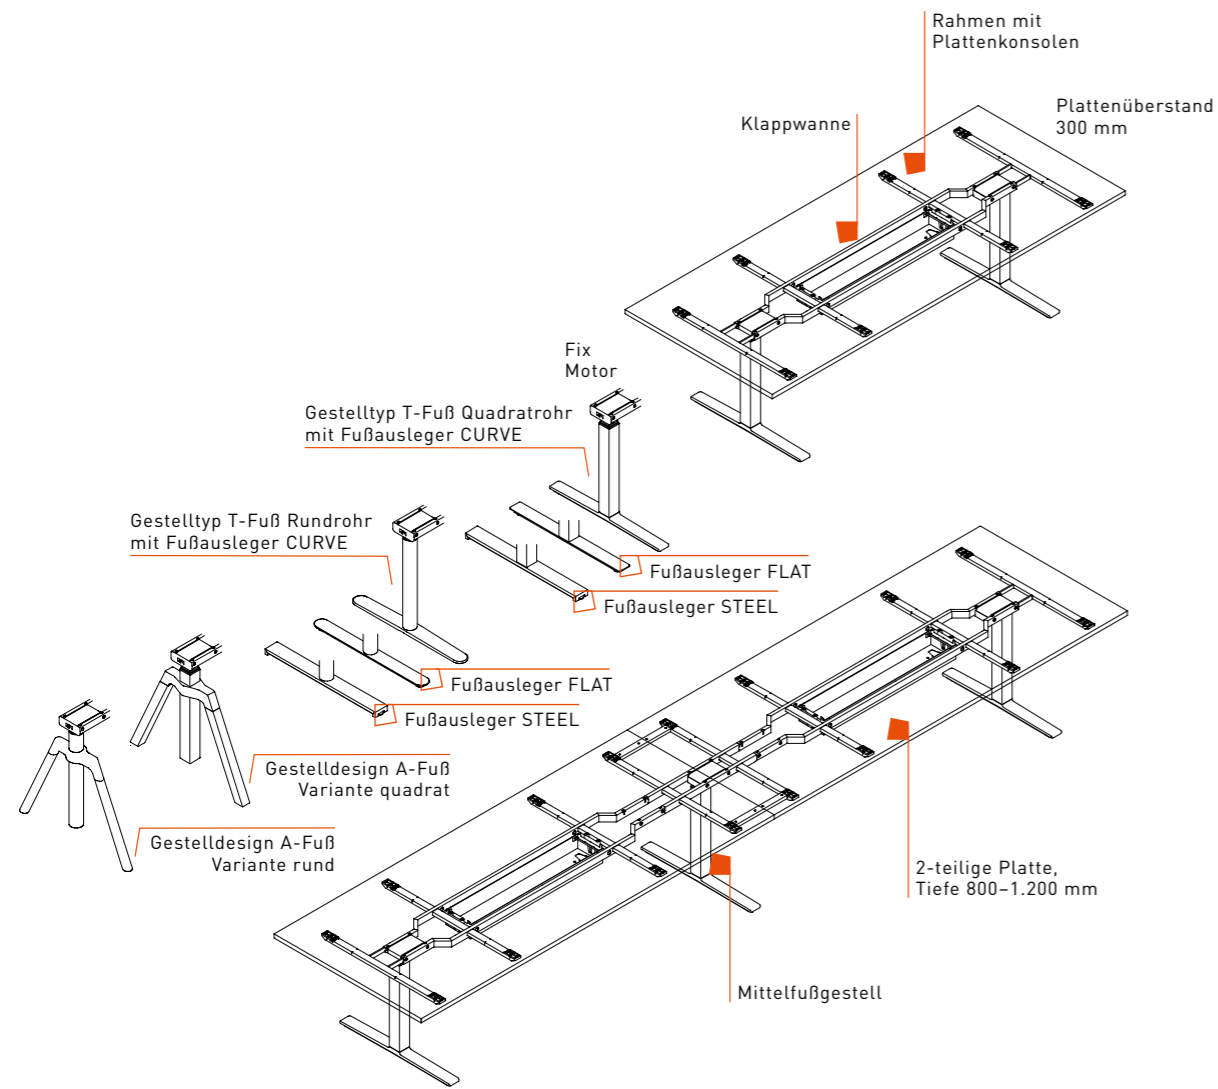 Rahmen mit
Plattenkonsolen
Plattenüberstand
300 mm
Klappwanne
Fix
Motor
Gestelltyp T-Fuß Quadratrohr
mit Fußausleger CURVE
Gestelltyp T-Fuß Rundrohr
mit Fußausleger CURVE
Fußausleger FLAT
Fußausleger STEEL
Fußausleger FLAT
Fußausleger STEEL
Gestelldesign A-Fuß
Variante quadrat
Gestelldesign A-Fuß
Variante rund
2-teilige Platte,
Tiefe 800–1.200 mm
Mittelfußgestell